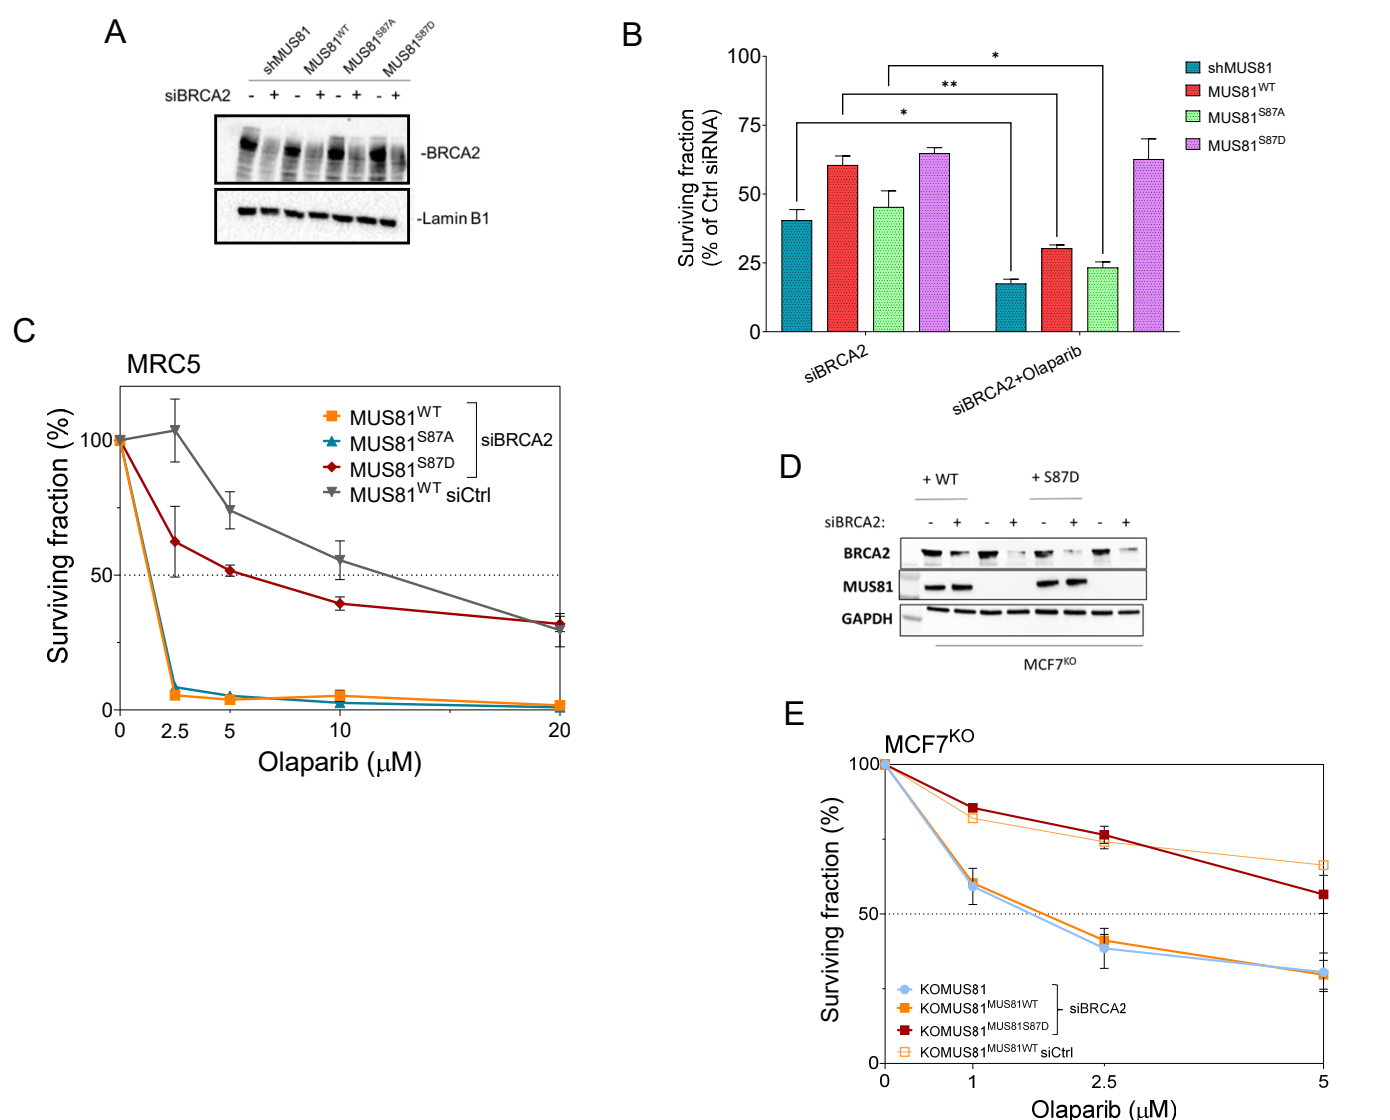 A
shMUS81
MUS81WT
MUS81S87A
MUS81S87D
siBRCA2 - + - + - + - +
-BRCA2
-Lamin B1
B
Surviving fraction
(% of Ctrl siRNA)
100
75
50
25
0
*
**
*
siBRCA2
siBRCA2+Olaparib
shMUS81
MUS81WT
MUS81S87A
MUS81S87D
C
MRC5
Surviving fraction (%)
100
50
0
MUS81WT
MUS81S87A
MUS81S87D
siBRCA2
MUS81WT siCtrl
0 2.5 5 10 20
Olaparib (µM)
D
+ WT + S87D
siBRCA2: - + - + - + - +
BRCA2
MUS81
GAPDH
MCF7KO
E
MCF7KO
Surviving fraction (%)
100
50
0
KOMUS81
KOMUS81MUS81WT
KOMUS81MUS81S87D
siBRCA2
KOMUS81MUS81WT siCtrl
0 1 2.5 5
Olaparib (µM)